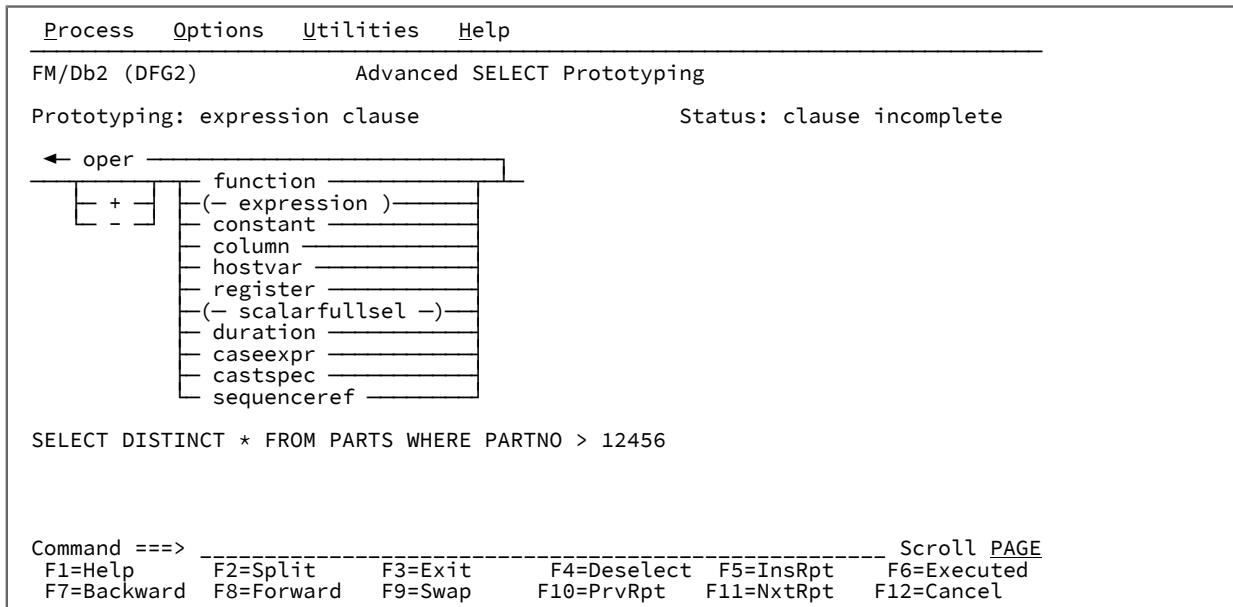 Process Options Utilities Help
FM/Db2 (DFG2) Advanced SELECT Prototyping
Prototyping: expression clause Status: clause incomplete
oper
function
+ (— expression )
- constant
column
hostvar
register
(— scalarfullsel —)
duration
caseexpr
castspec
sequenceref
SELECT DISTINCT * FROM PARTS WHERE PARTNO > 12456
Command ===> _____________________________________________________ Scroll PAGE
F1=Help F2=Split F3=Exit F4=Deselect F5=InsRpt F6=Executed
F7=Backward F8=Forward F9=Swap F10=PrvRpt F11=NxtRpt F12=Cancel